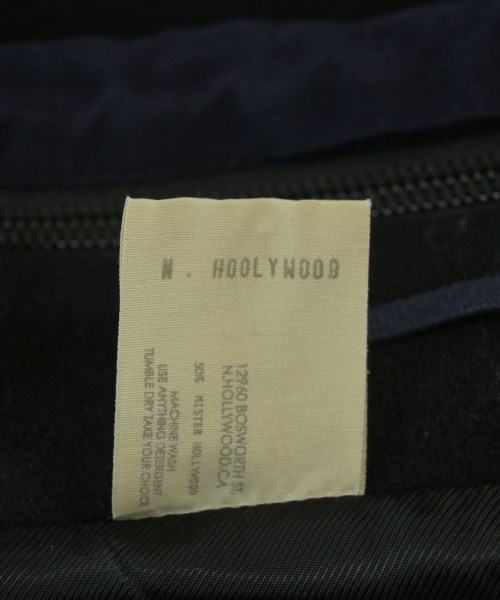 N. HOOLYWOOD
12960 BOSWORTH ST.
N.HOLLYWOOD.CA
50% MISTER HOLLYWOOD
MACHINE WASH
USE ANYTHING DETERGENT
TUMBLE DRY TAKE YOUR CHOICE